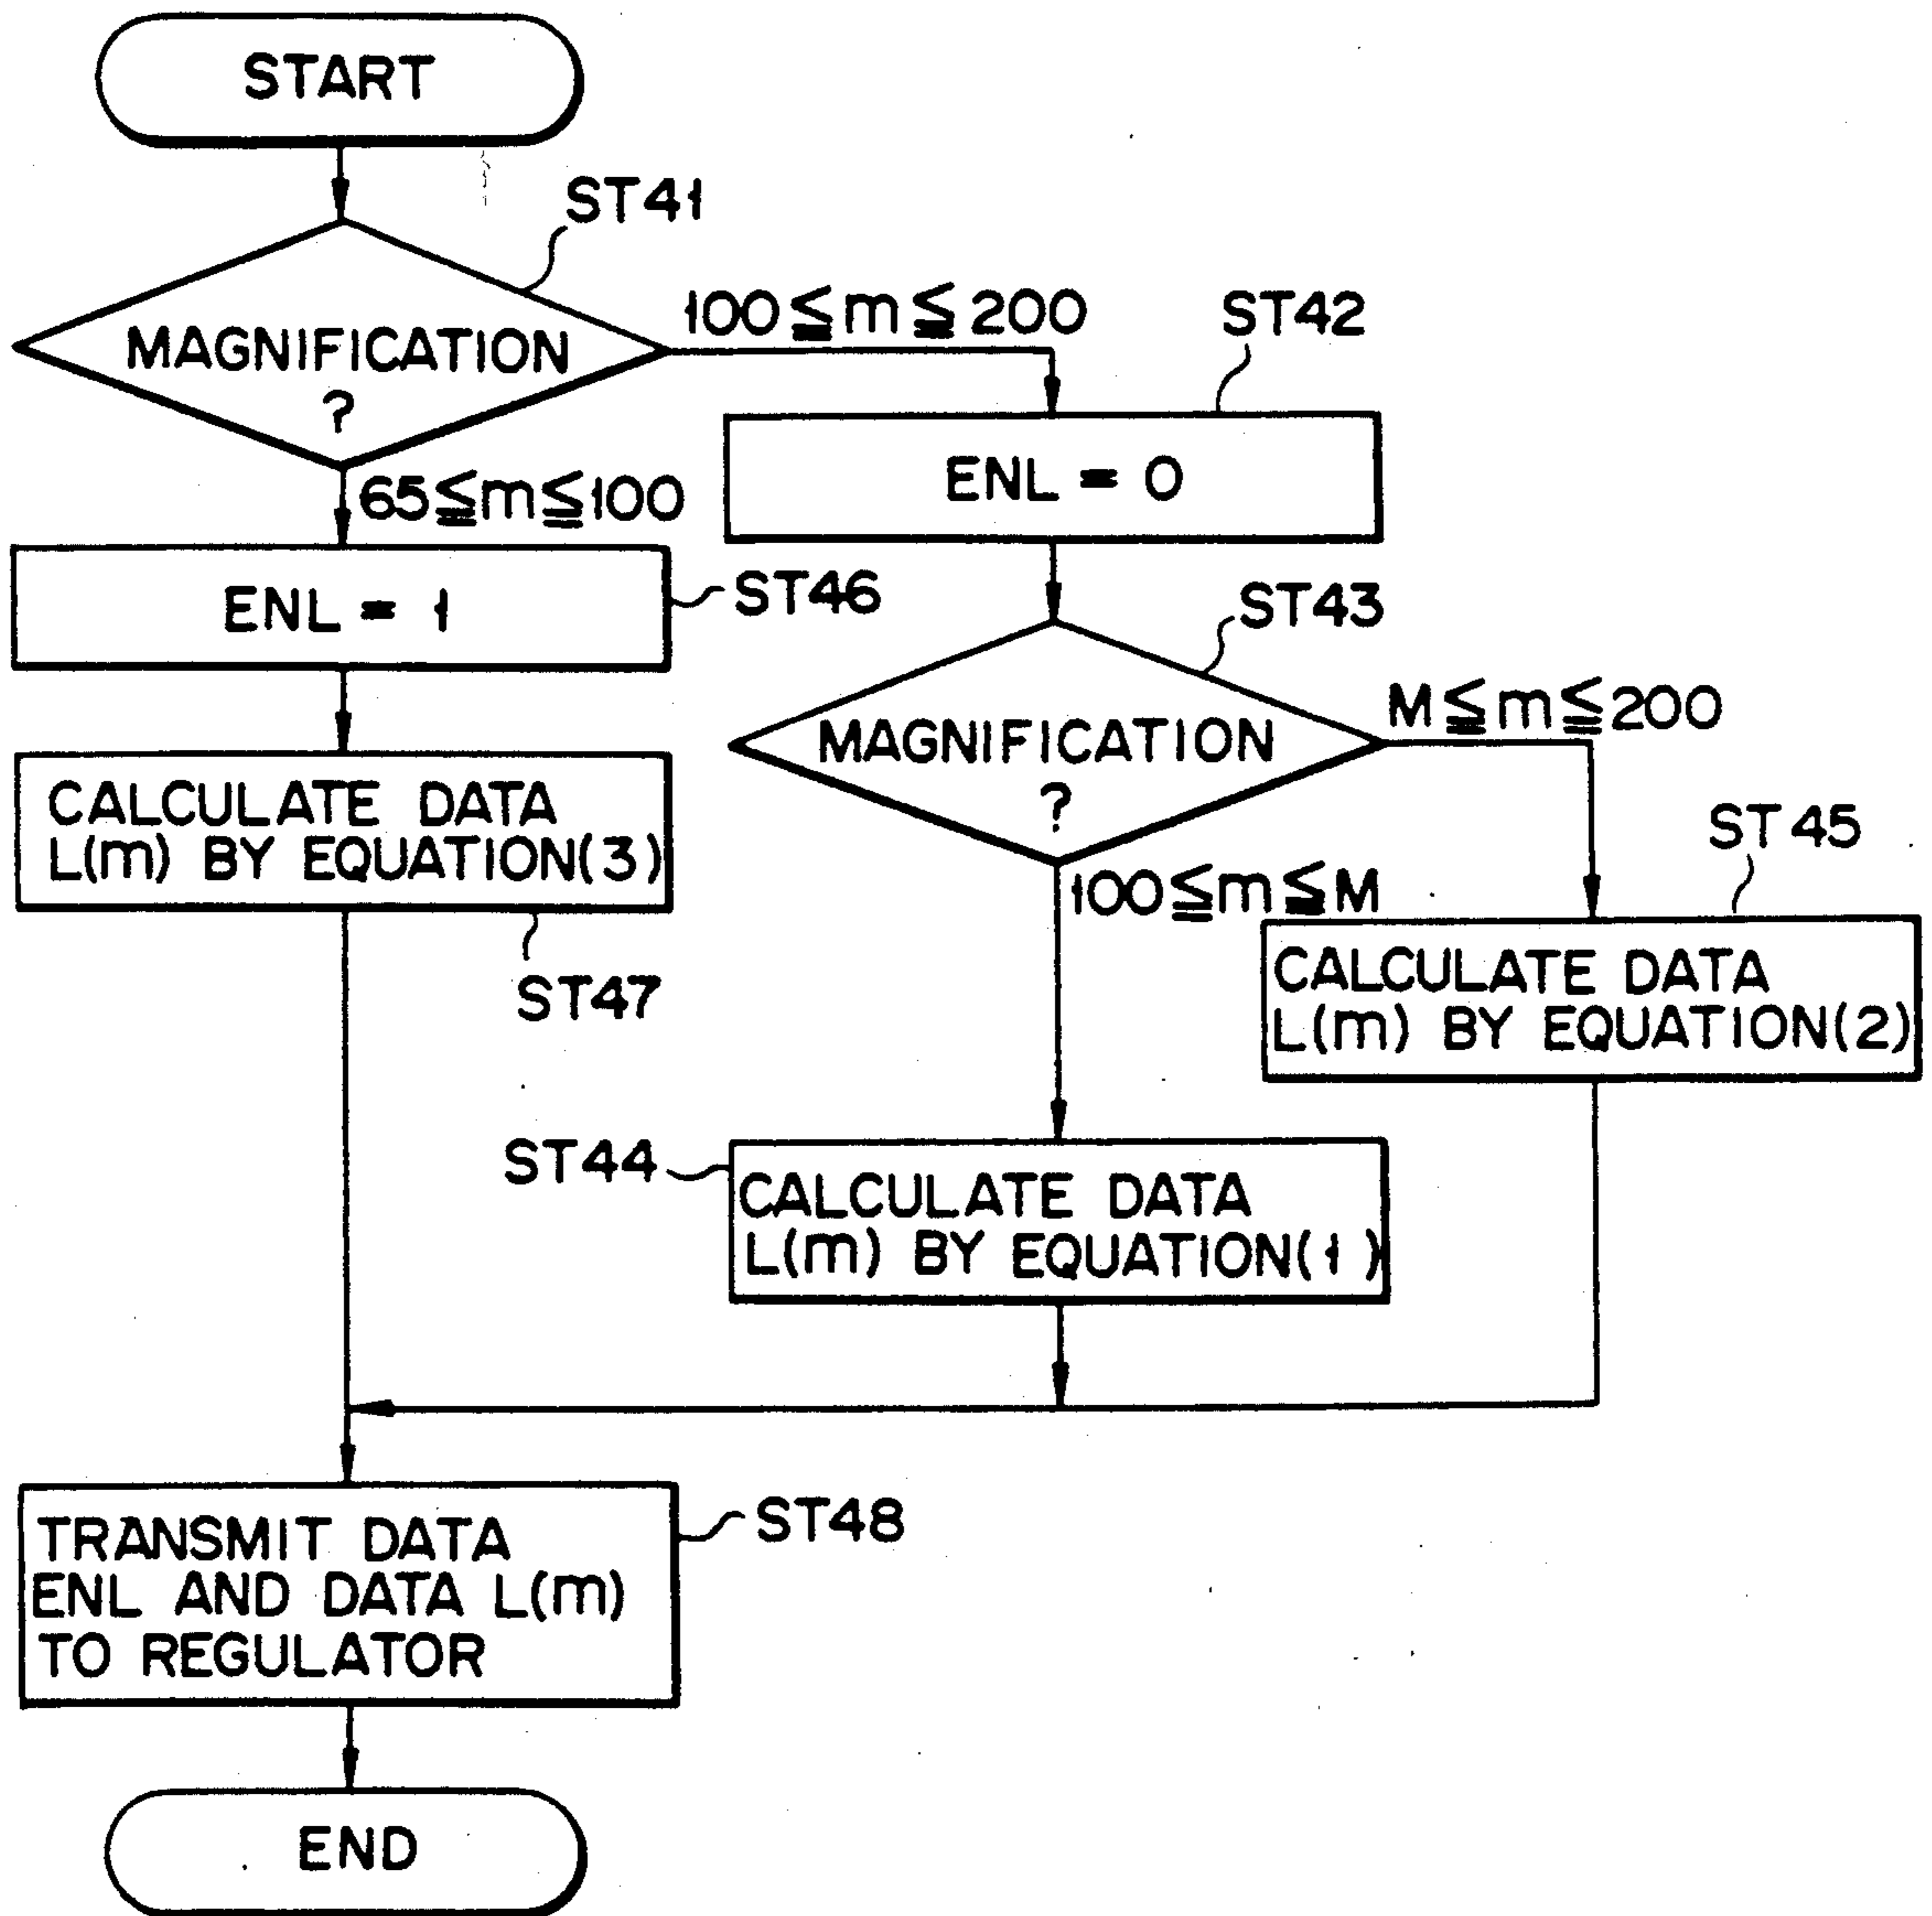 START
ST41
MAGNIFICATION
?
100≦m≦200
ST42
ENL = 0
65≦m≦100
ENL = 1
ST46
ST43
MAGNIFICATION
?
M≦m≦200
CALCULATE DATA
L(m) BY EQUATION(3)
ST47
100≦m≦M
ST45
CALCULATE DATA
L(m) BY EQUATION(2)
ST44
CALCULATE DATA
L(m) BY EQUATION(1)
TRANSMIT DATA
ENL AND DATA L(m)
TO REGULATOR
ST48
END